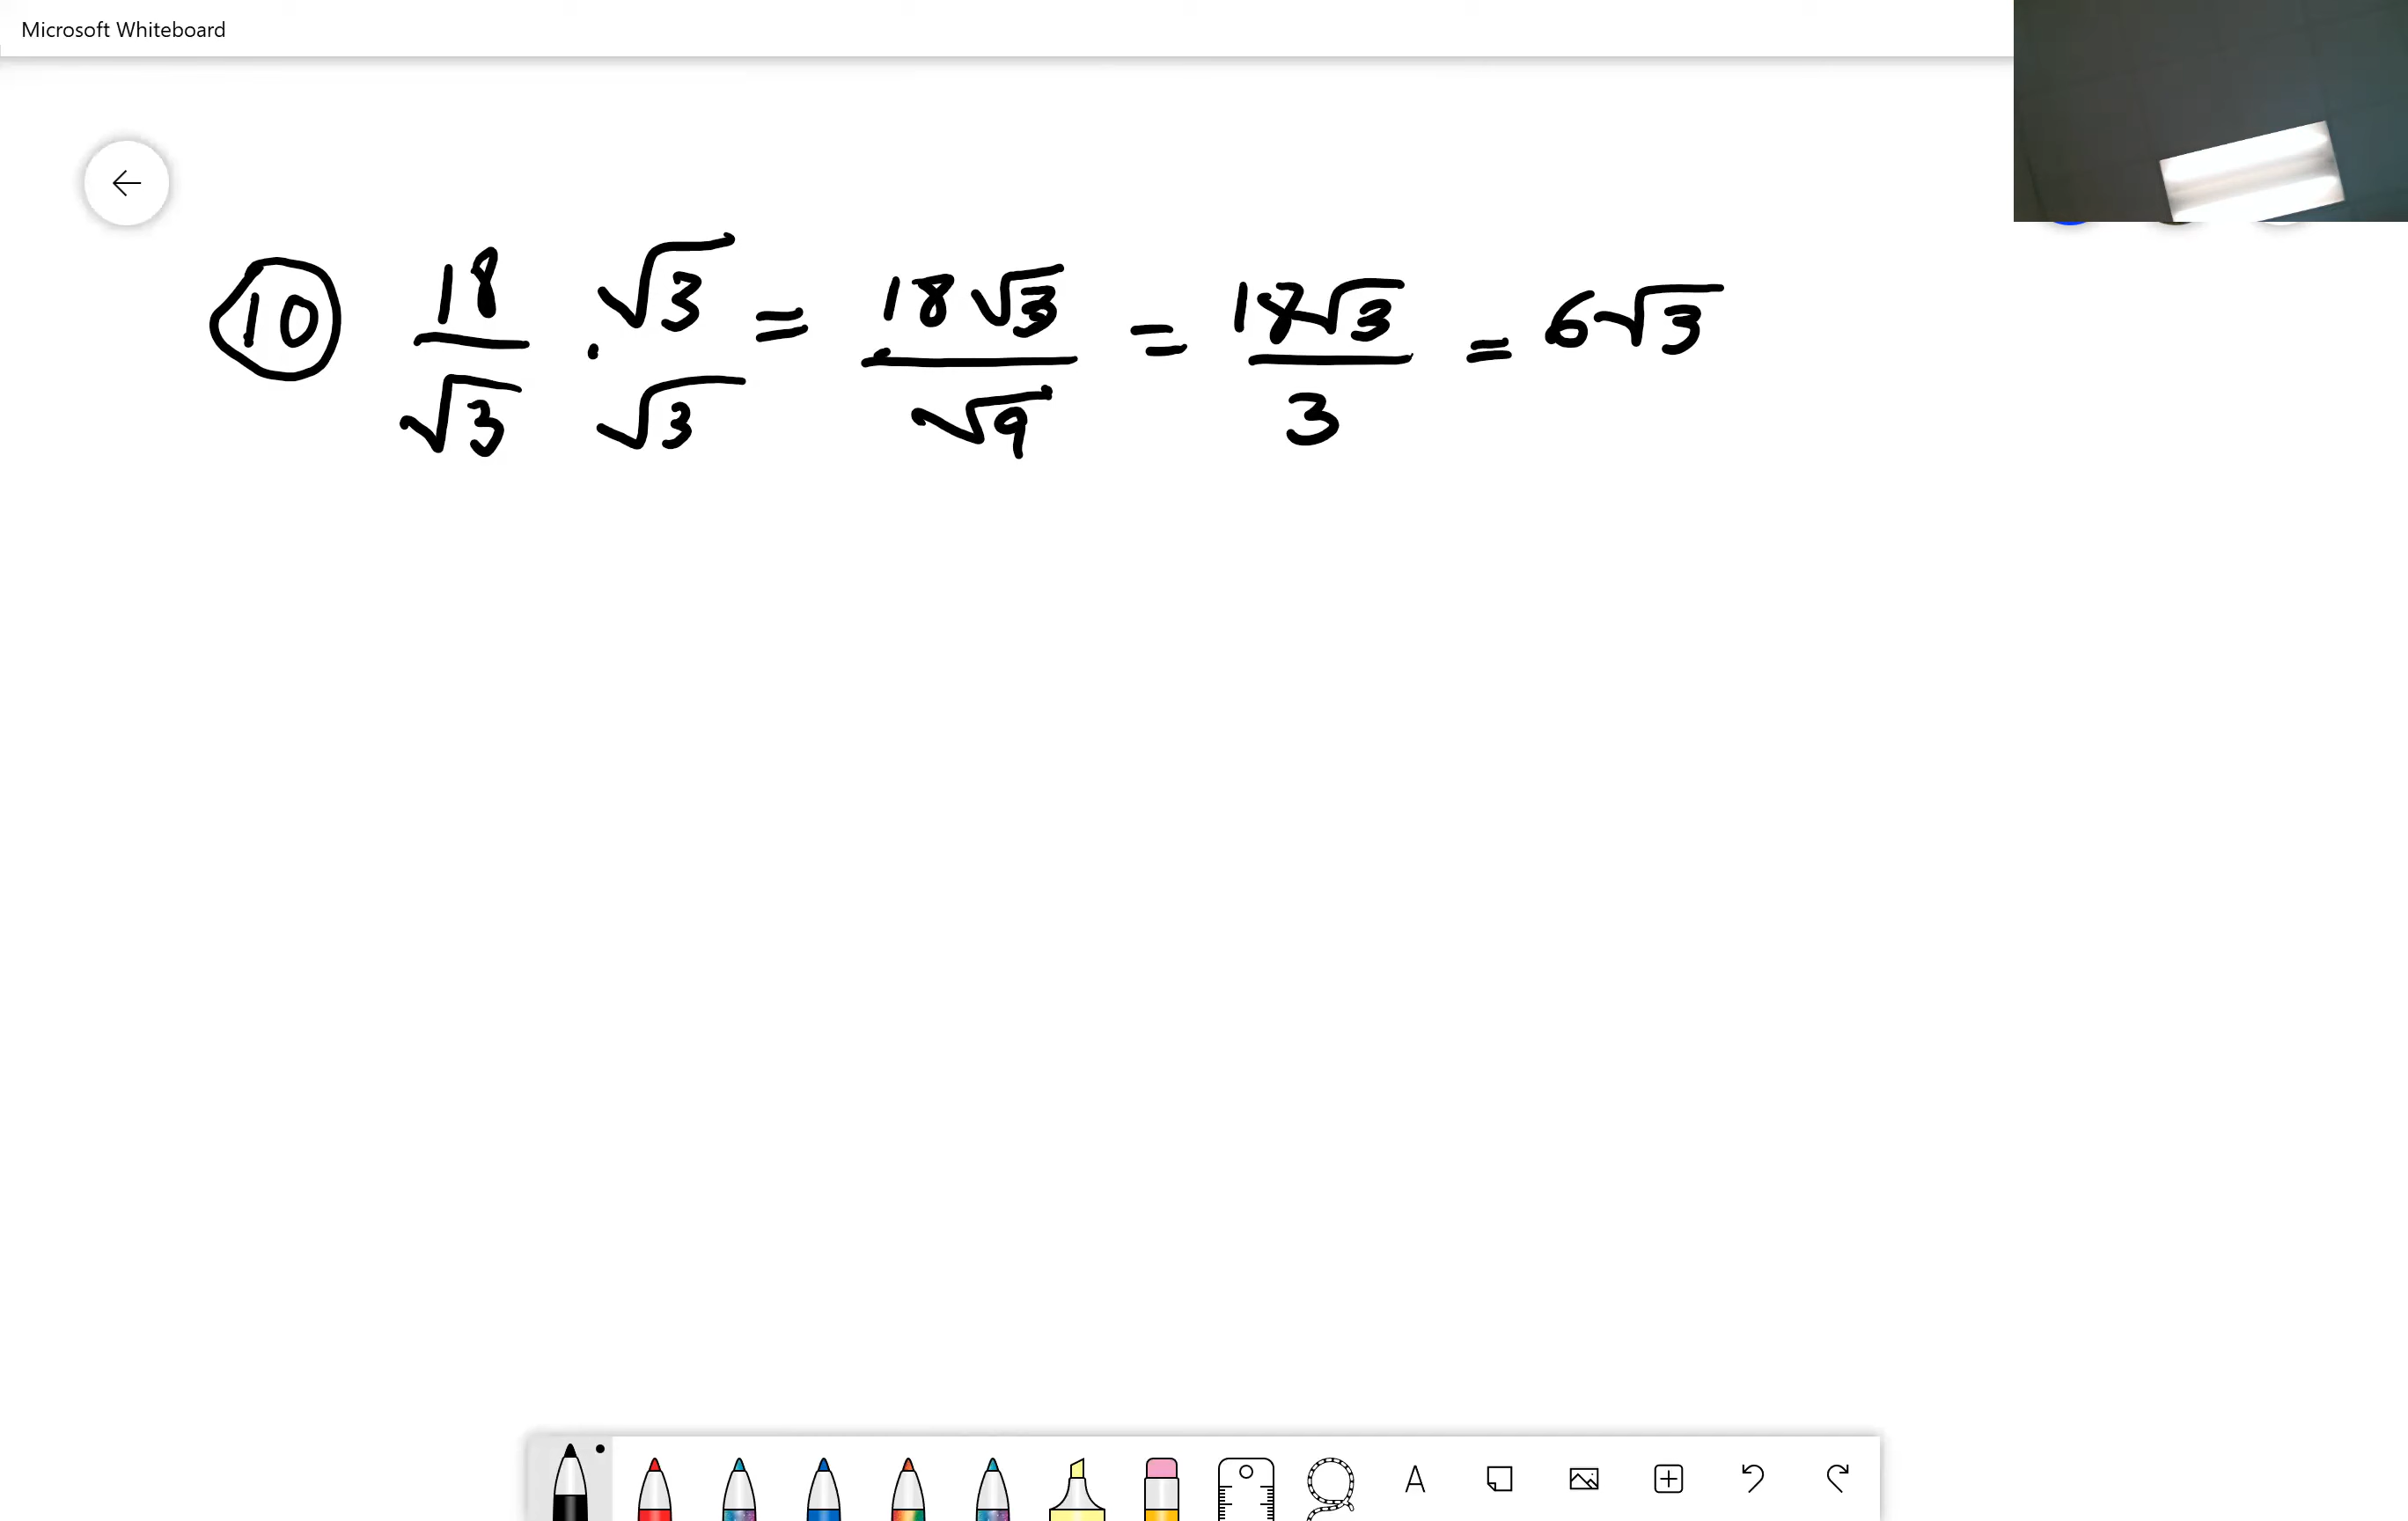 Microsoft Whiteboard
10 18/√3 · √3/√3 = 18√3/√9 = 18√3/3 = 6√3
A